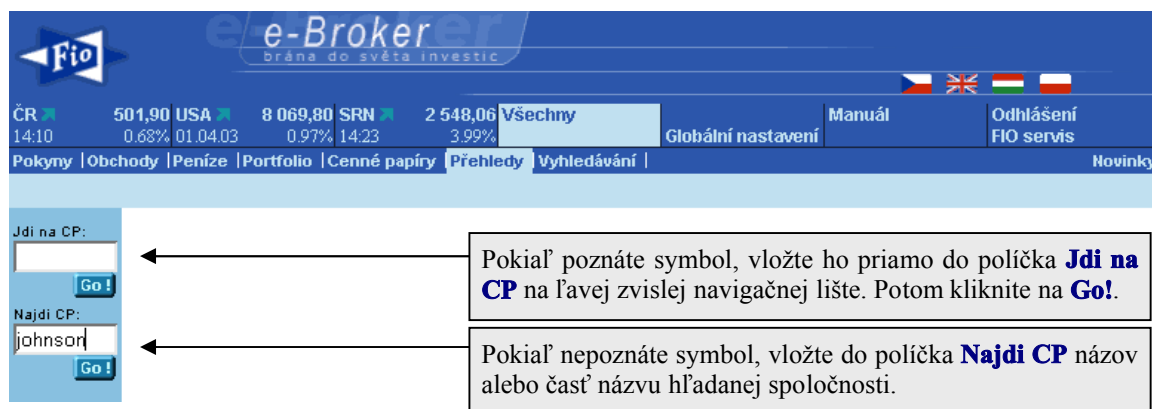 Fio
e-Broker
brána do světa investic
ČR 501,90 USA 8 069,80 SRN 2 548,06 Všechny Manuál Odhlášení
14:10 0.68% 01.04.03 0.97% 14:23 3.99% Globální nastavení FIO servis
Pokyny | Obchody | Peníze | Portfolio | Cenné papíry | Přehledy | Vyhledávání | Novinky
Jdi na CP:
Go !
Pokiaľ poznáte symbol, vložte ho priamo do políčka Jdi na
CP na ľavej zvislej navigačnej lište. Potom kliknite na Go!.
Najdi CP:
johnson
Go !
Pokiaľ nepoznáte symbol, vložte do políčka Najdi CP názov
alebo časť názvu hľadanej spoločnosti.